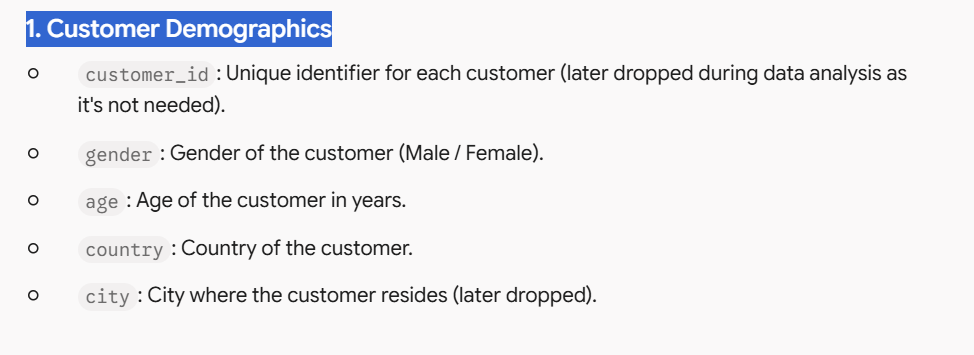 1. Customer Demographics
customer_id : Unique identifier for each customer (later dropped during data analysis as
it's not needed).
gender : Gender of the customer (Male / Female).
age : Age of the customer in years.
country : Country of the customer.
city : City where the customer resides (later dropped).